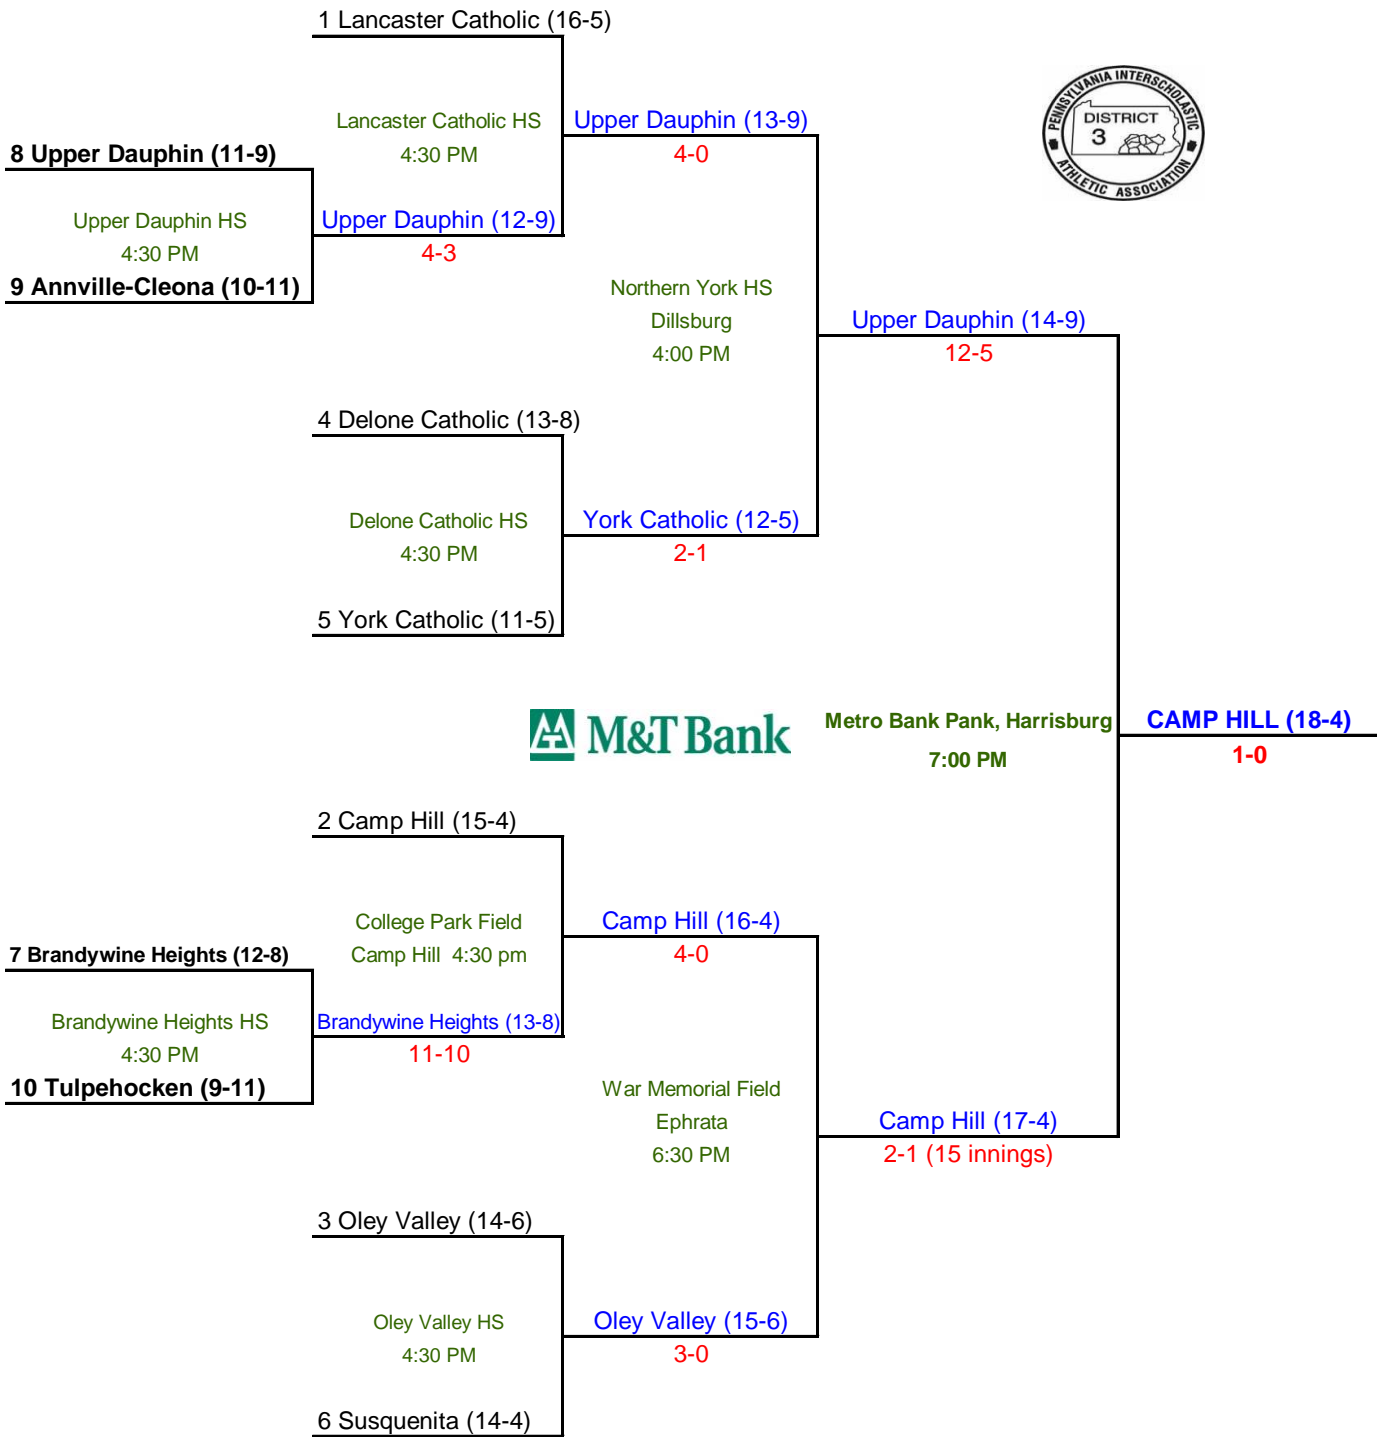 1 Lancaster Catholic (16-5)
PENNSYLVANIA INTERSCHOLASTIC
DISTRICT
3
ATHLETIC ASSOCIATION
Lancaster Catholic HS
4:30 PM
Upper Dauphin (13-9)
4-0
8 Upper Dauphin (11-9)
Upper Dauphin HS
4:30 PM
Upper Dauphin (12-9)
4-3
9 Annville-Cleona (10-11)
Northern York HS
Dillsburg
4:00 PM
Upper Dauphin (14-9)
12-5
4 Delone Catholic (13-8)
Delone Catholic HS
4:30 PM
York Catholic (12-5)
2-1
5 York Catholic (11-5)
M&T Bank
Metro Bank Pank, Harrisburg
7:00 PM
CAMP HILL (18-4)
1-0
2 Camp Hill (15-4)
College Park Field
Camp Hill  4:30 pm
Camp Hill (16-4)
4-0
7 Brandywine Heights (12-8)
Brandywine Heights HS
4:30 PM
Brandywine Heights (13-8)
11-10
10 Tulpehocken (9-11)
War Memorial Field
Ephrata
6:30 PM
Camp Hill (17-4)
2-1 (15 innings)
3 Oley Valley (14-6)
Oley Valley HS
4:30 PM
Oley Valley (15-6)
3-0
6 Susquenita (14-4)